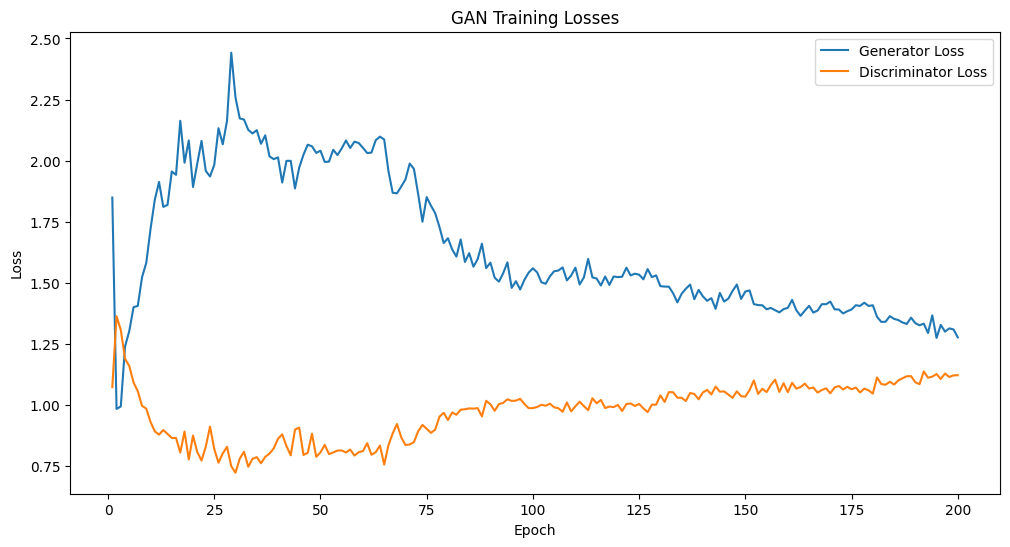 GAN Training Losses
Generator Loss
Discriminator Loss
2.50
2.25
2.00
1.75
1.50
1.25
1.00
0.75
Loss
0 25 50 75 100 125 150 175 200
Epoch